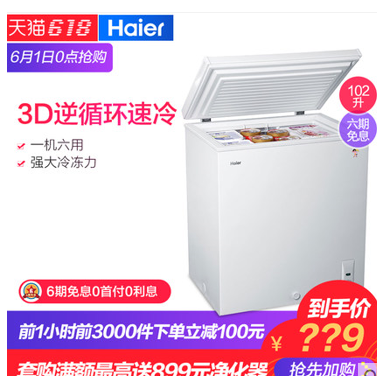 天猫618 Haier
6月1日0点抢购
3D逆循环速冷
一机六用
强大冷冻力
102升
六期免息
Haier
6期免息0首付0利息
到手价
¥??9
前1小时前3000件下单立减100元
套购满额最高送899元净化器
抢先加购